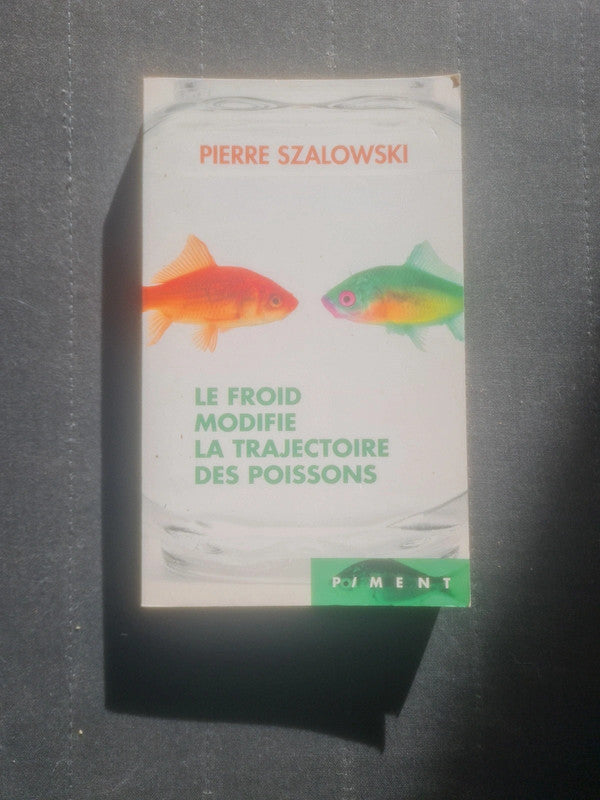 PIERRE SZALOWSKI
LE FROID
MODIFIE
LA TRAJECTOIRE
DES POISSONS
PIMENT